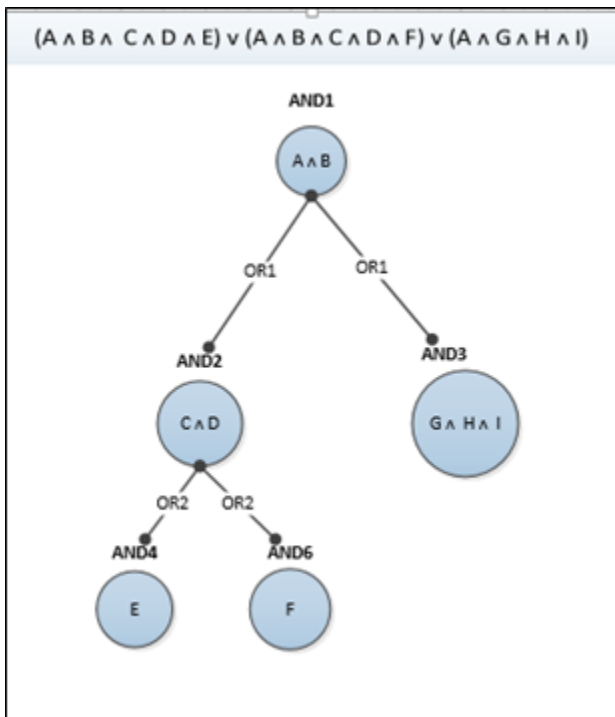 (A ∧ B ∧ C ∧ D ∧ E) ∨ (A ∧ B ∧ C ∧ D ∧ F) ∨ (A ∧ G ∧ H ∧ I)
AND1
A ∧ B
OR1 OR1
AND2 AND3
C ∧ D G ∧ H ∧ I
OR2 OR2
AND4 AND6
E F